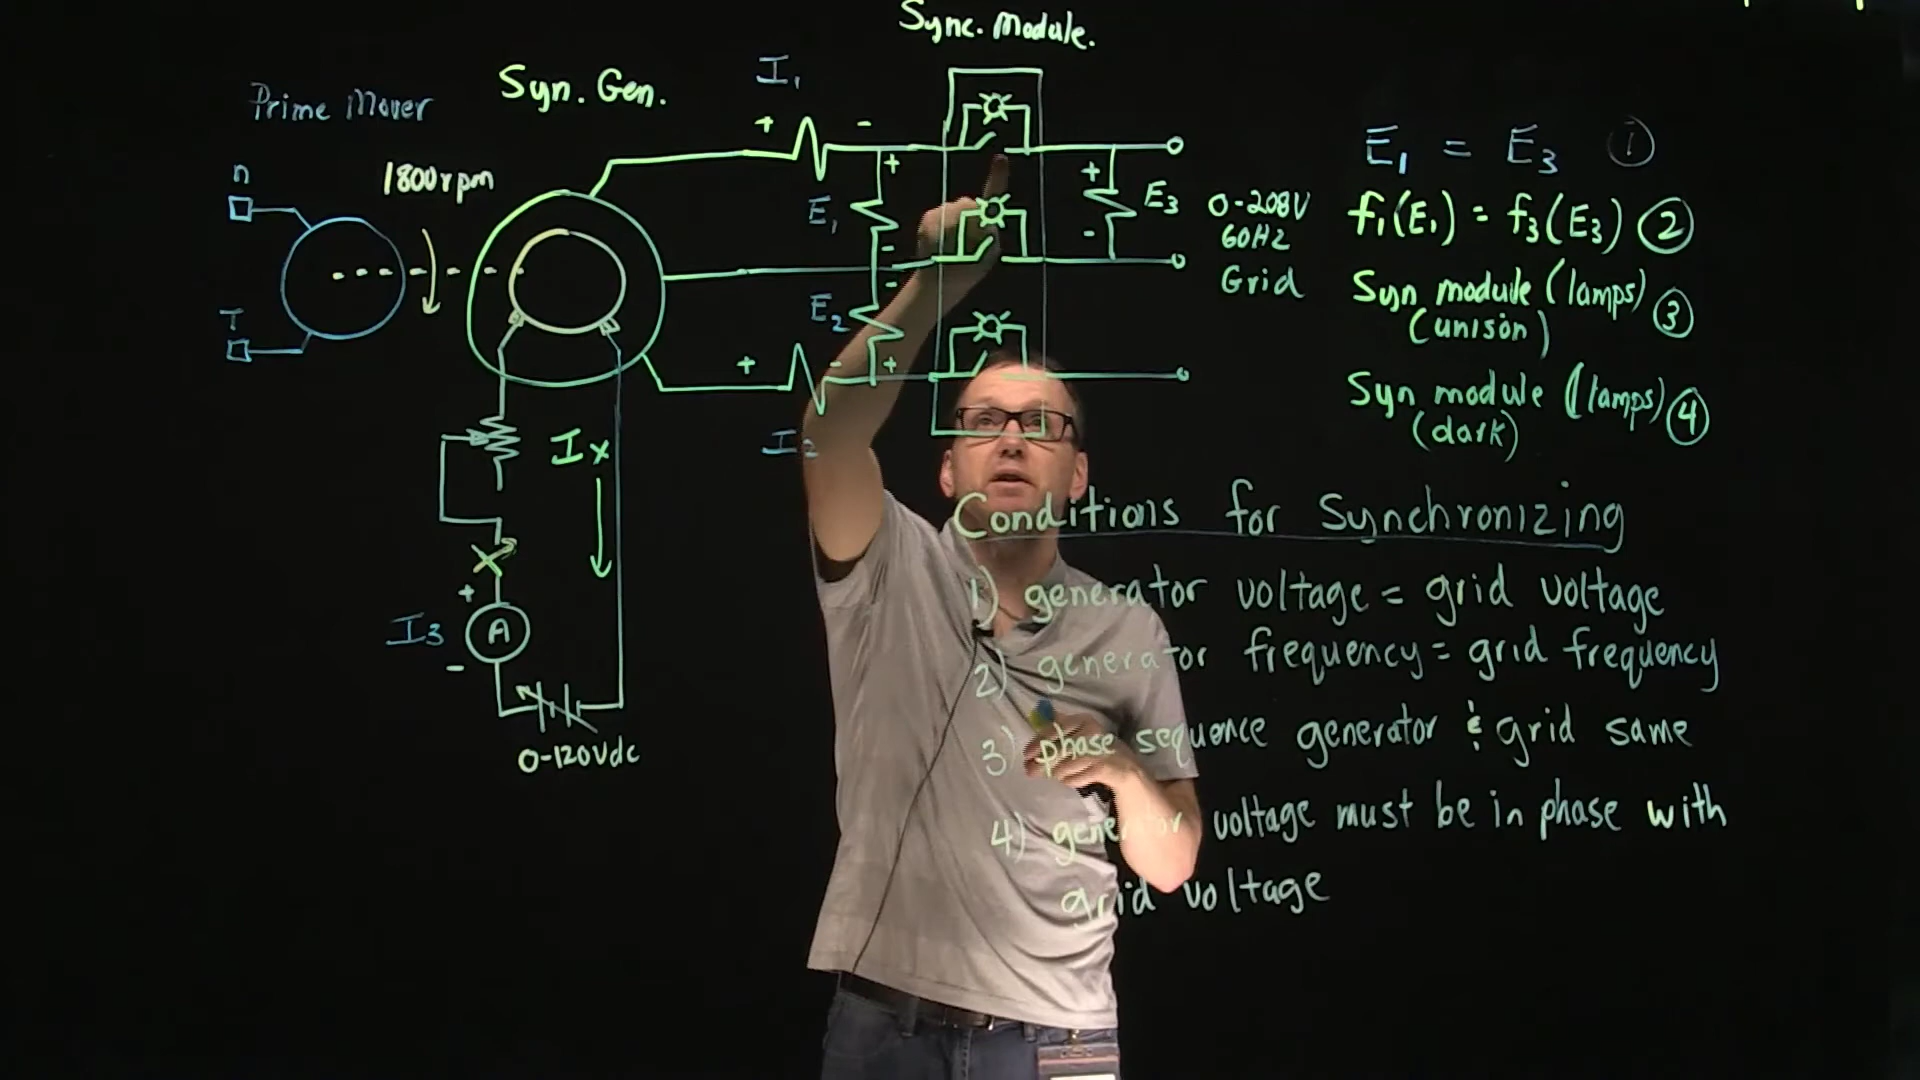 Sync. Module.
Prime Mover
Syn. Gen.
1800rpm
n
T
I1
+ -
+
E1
-
-
E2
+
+ -
I2
+
E3
-
0-208V
60Hz
Grid
Ix
+
I3
A
-
0-120Vdc
E1 = E3 1
f1(E1) = f3(E3) 2
Syn module (lamps) 3
(unison)
Syn module (lamps) 4
(dark)
Conditions for Synchronizing
1) generator voltage = grid voltage
2) generator frequency = grid frequency
3) phase sequence generator & grid same
4) generator voltage must be in phase with
grid voltage